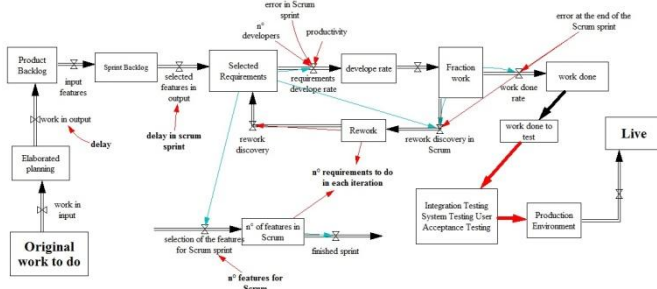 error in Scrum
sprint
n°
developers
productivity
error at the end of the
Scrum sprint
Product
Backlog
input
features
Sprint Backlog
selected
features in
output
Selected
Requirements
requirements
develope rate
develope rate
Fraction
work
work done
rate
work done
work in output
delay
delay in scrum
sprint
rework
discovery
Rework
rework discovery in
Scrum
work done to
test
Live
Elaborated
planning
n° requirements to do
in each iteration
work in
input
Integration Testing
System Testing User
Acceptance Testing
Production
Environment
Original
work to do
selection of the features
for Scrum sprint
n° of features in
Scrum
finished sprint
n° features for
Scrum